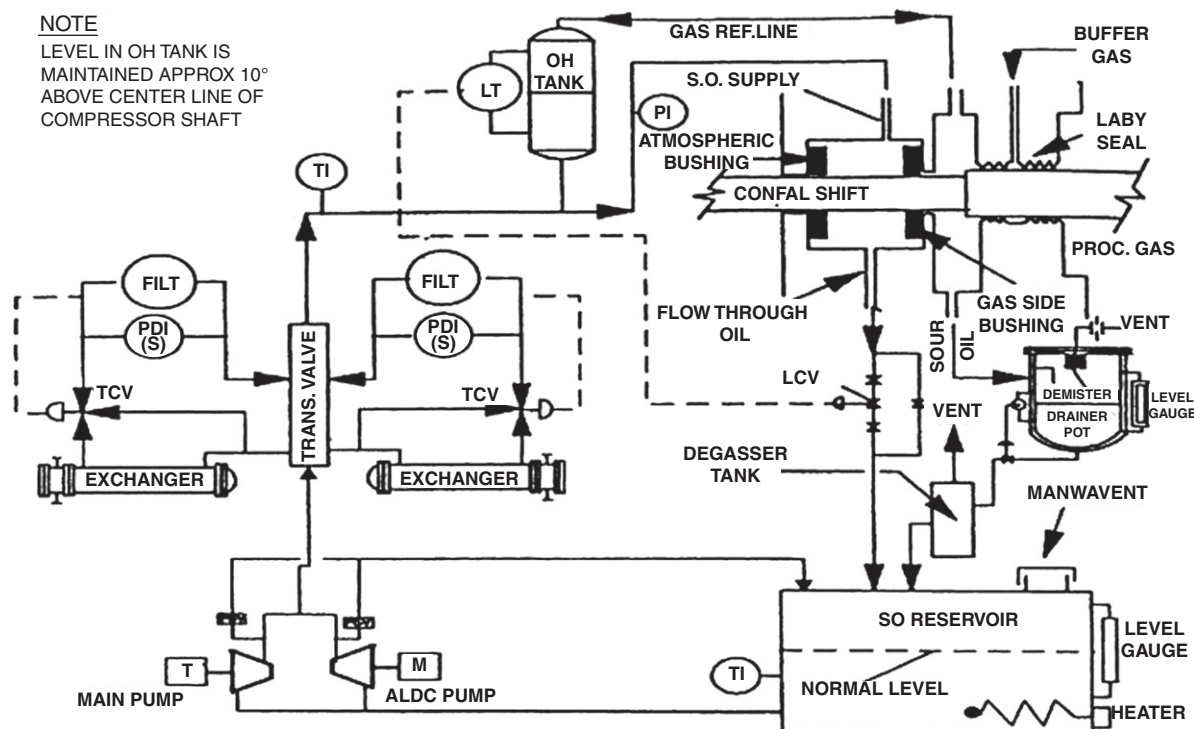 NOTE
LEVEL IN OH TANK IS
MAINTAINED APPROX 10°
ABOVE CENTER LINE OF
COMPRESSOR SHAFT
GAS REF.LINE
OH
TANK
LT
PI
TI
S.O. SUPPLY
BUFFER
GAS
LABY
SEAL
ATMOSPHERIC
BUSHING
CONFAL SHIFT
PROC. GAS
FILT
PDI
(S)
TCV
EXCHANGER
TRANS. VALVE
FILT
PDI
(S)
TCV
EXCHANGER
FLOW THROUGH
OIL
GAS SIDE
BUSHING
SOUR
OIL
VENT
DEMISTER
DRAINER
POT
LEVEL
GAUGE
LCV
VENT
DEGASSER
TANK
MANWAVENT
SO RESERVOIR
NORMAL LEVEL
LEVEL
GAUGE
HEATER
TI
T
MAIN PUMP
M
ALDC PUMP